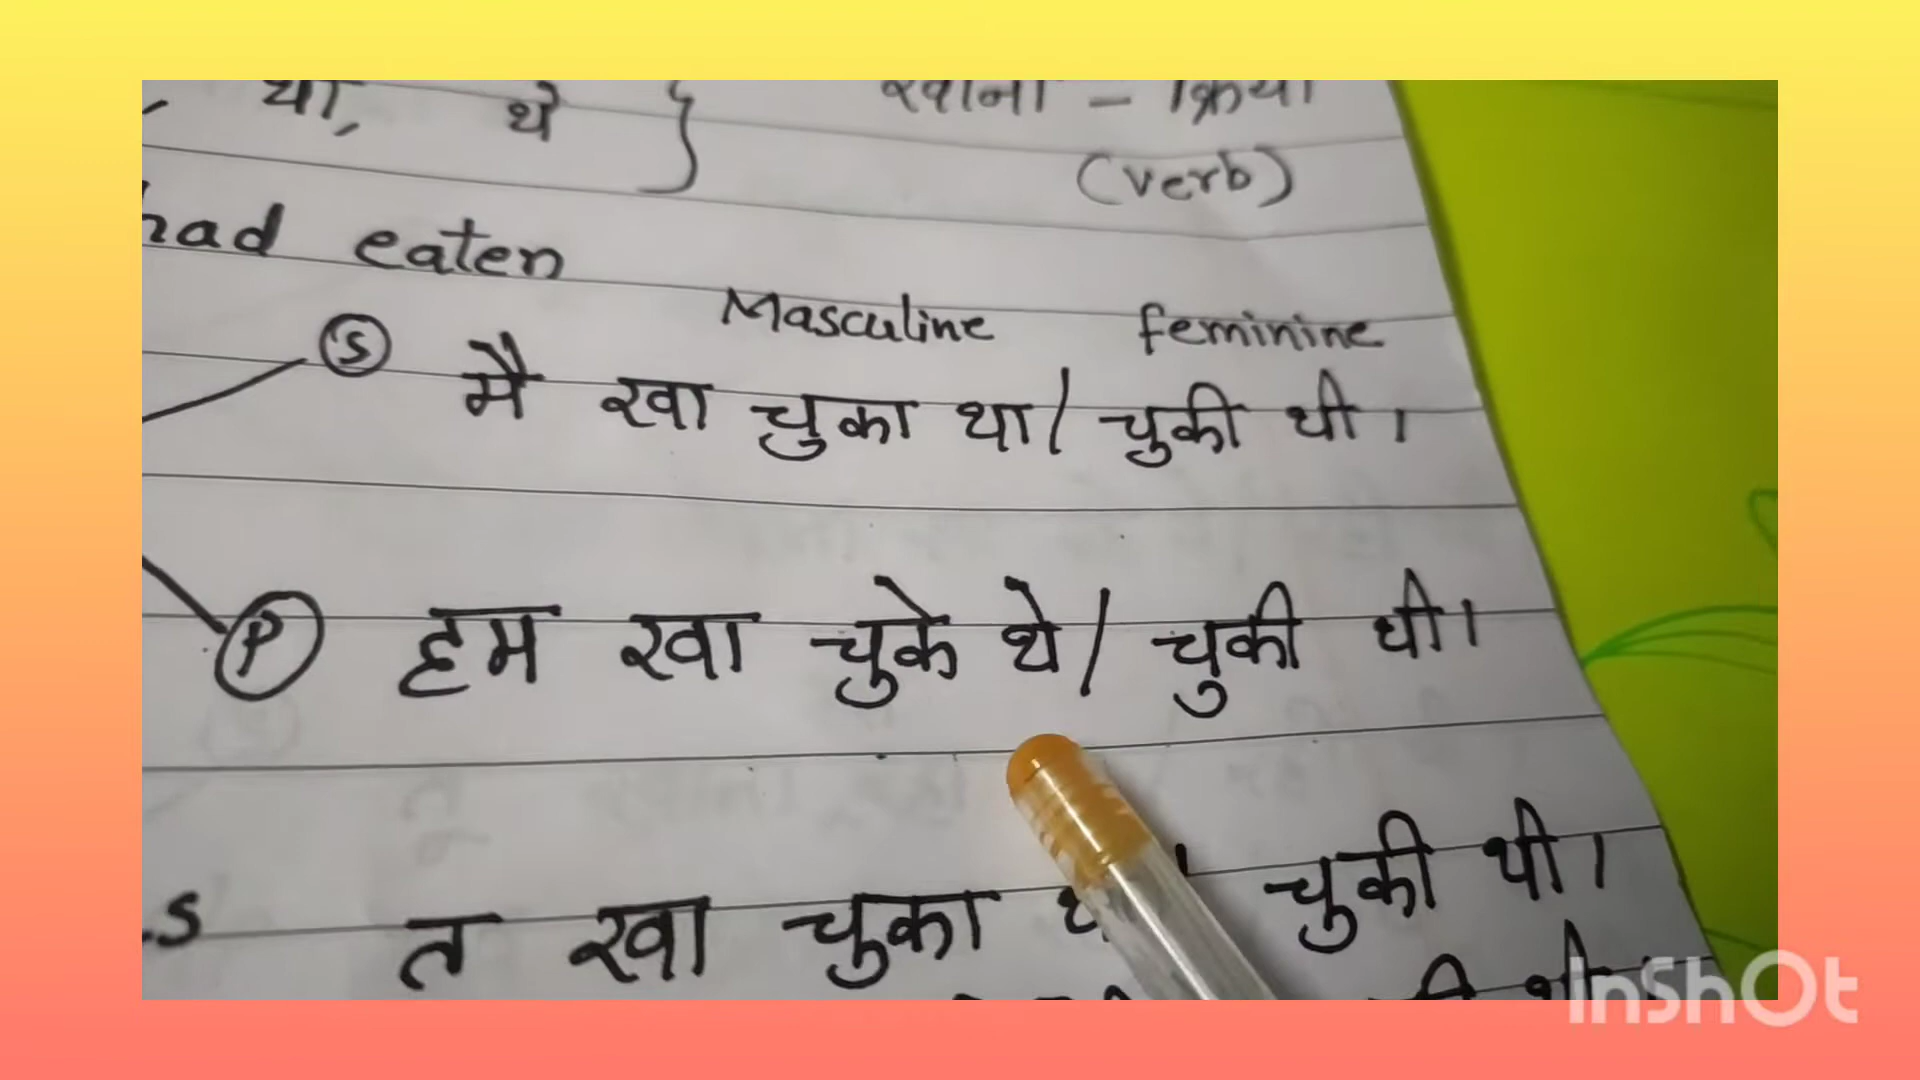 था, थे } खाना - क्रिया
(verb)
had eaten
Masculine feminine
(S) मै खा चुका था / चुकी थी।
(P) हम खा चुके थे / चुकी थी।
.s त खा चुका चुकी थी।
InShOt